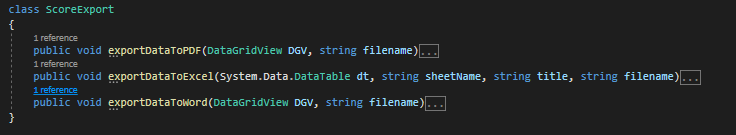 class ScoreExport
{
1 reference
public void exportDataToPDF(DataGridView DGV, string filename)...
1 reference
public void exportDataToExcel(System.Data.DataTable dt, string sheetName, string title, string filename)...
1 reference
public void exportDataToWord(DataGridView DGV, string filename)...
}